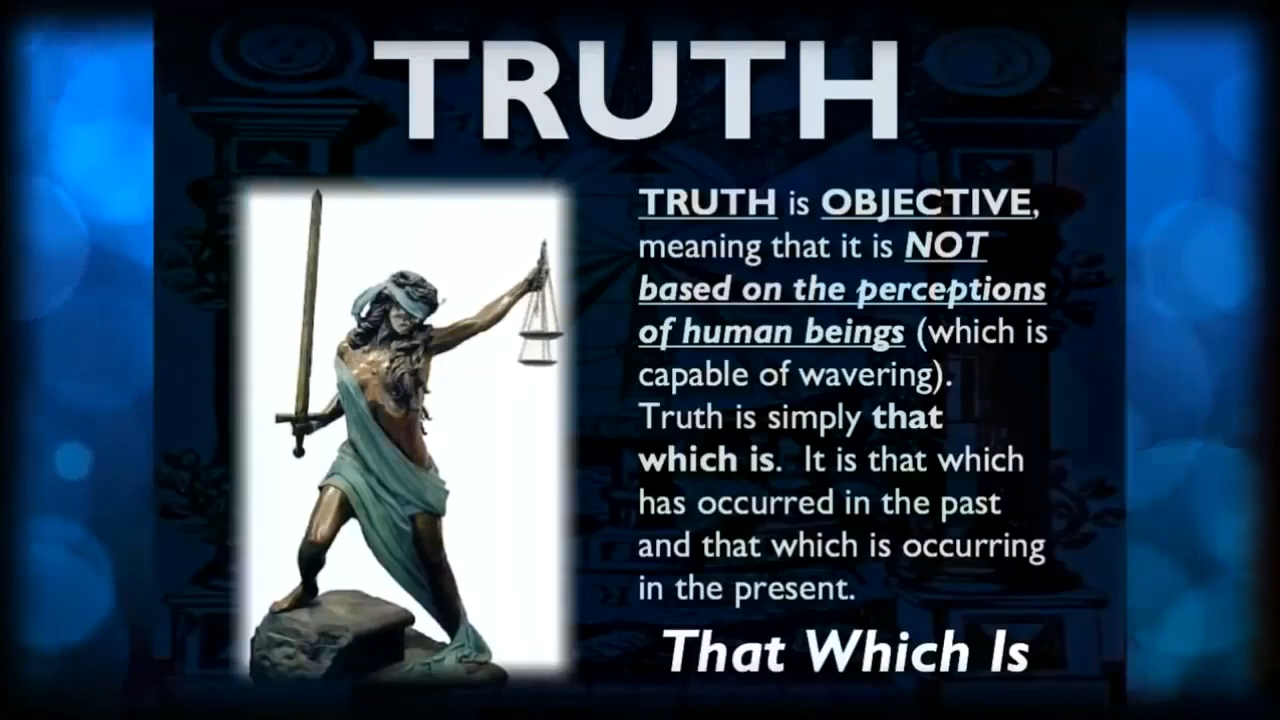 TRUTH
TRUTH is OBJECTIVE,
meaning that it is NOT
based on the perceptions
of human beings (which is
capable of wavering).
Truth is simply that
which is.  It is that which
has occurred in the past
and that which is occurring
in the present.
That Which Is